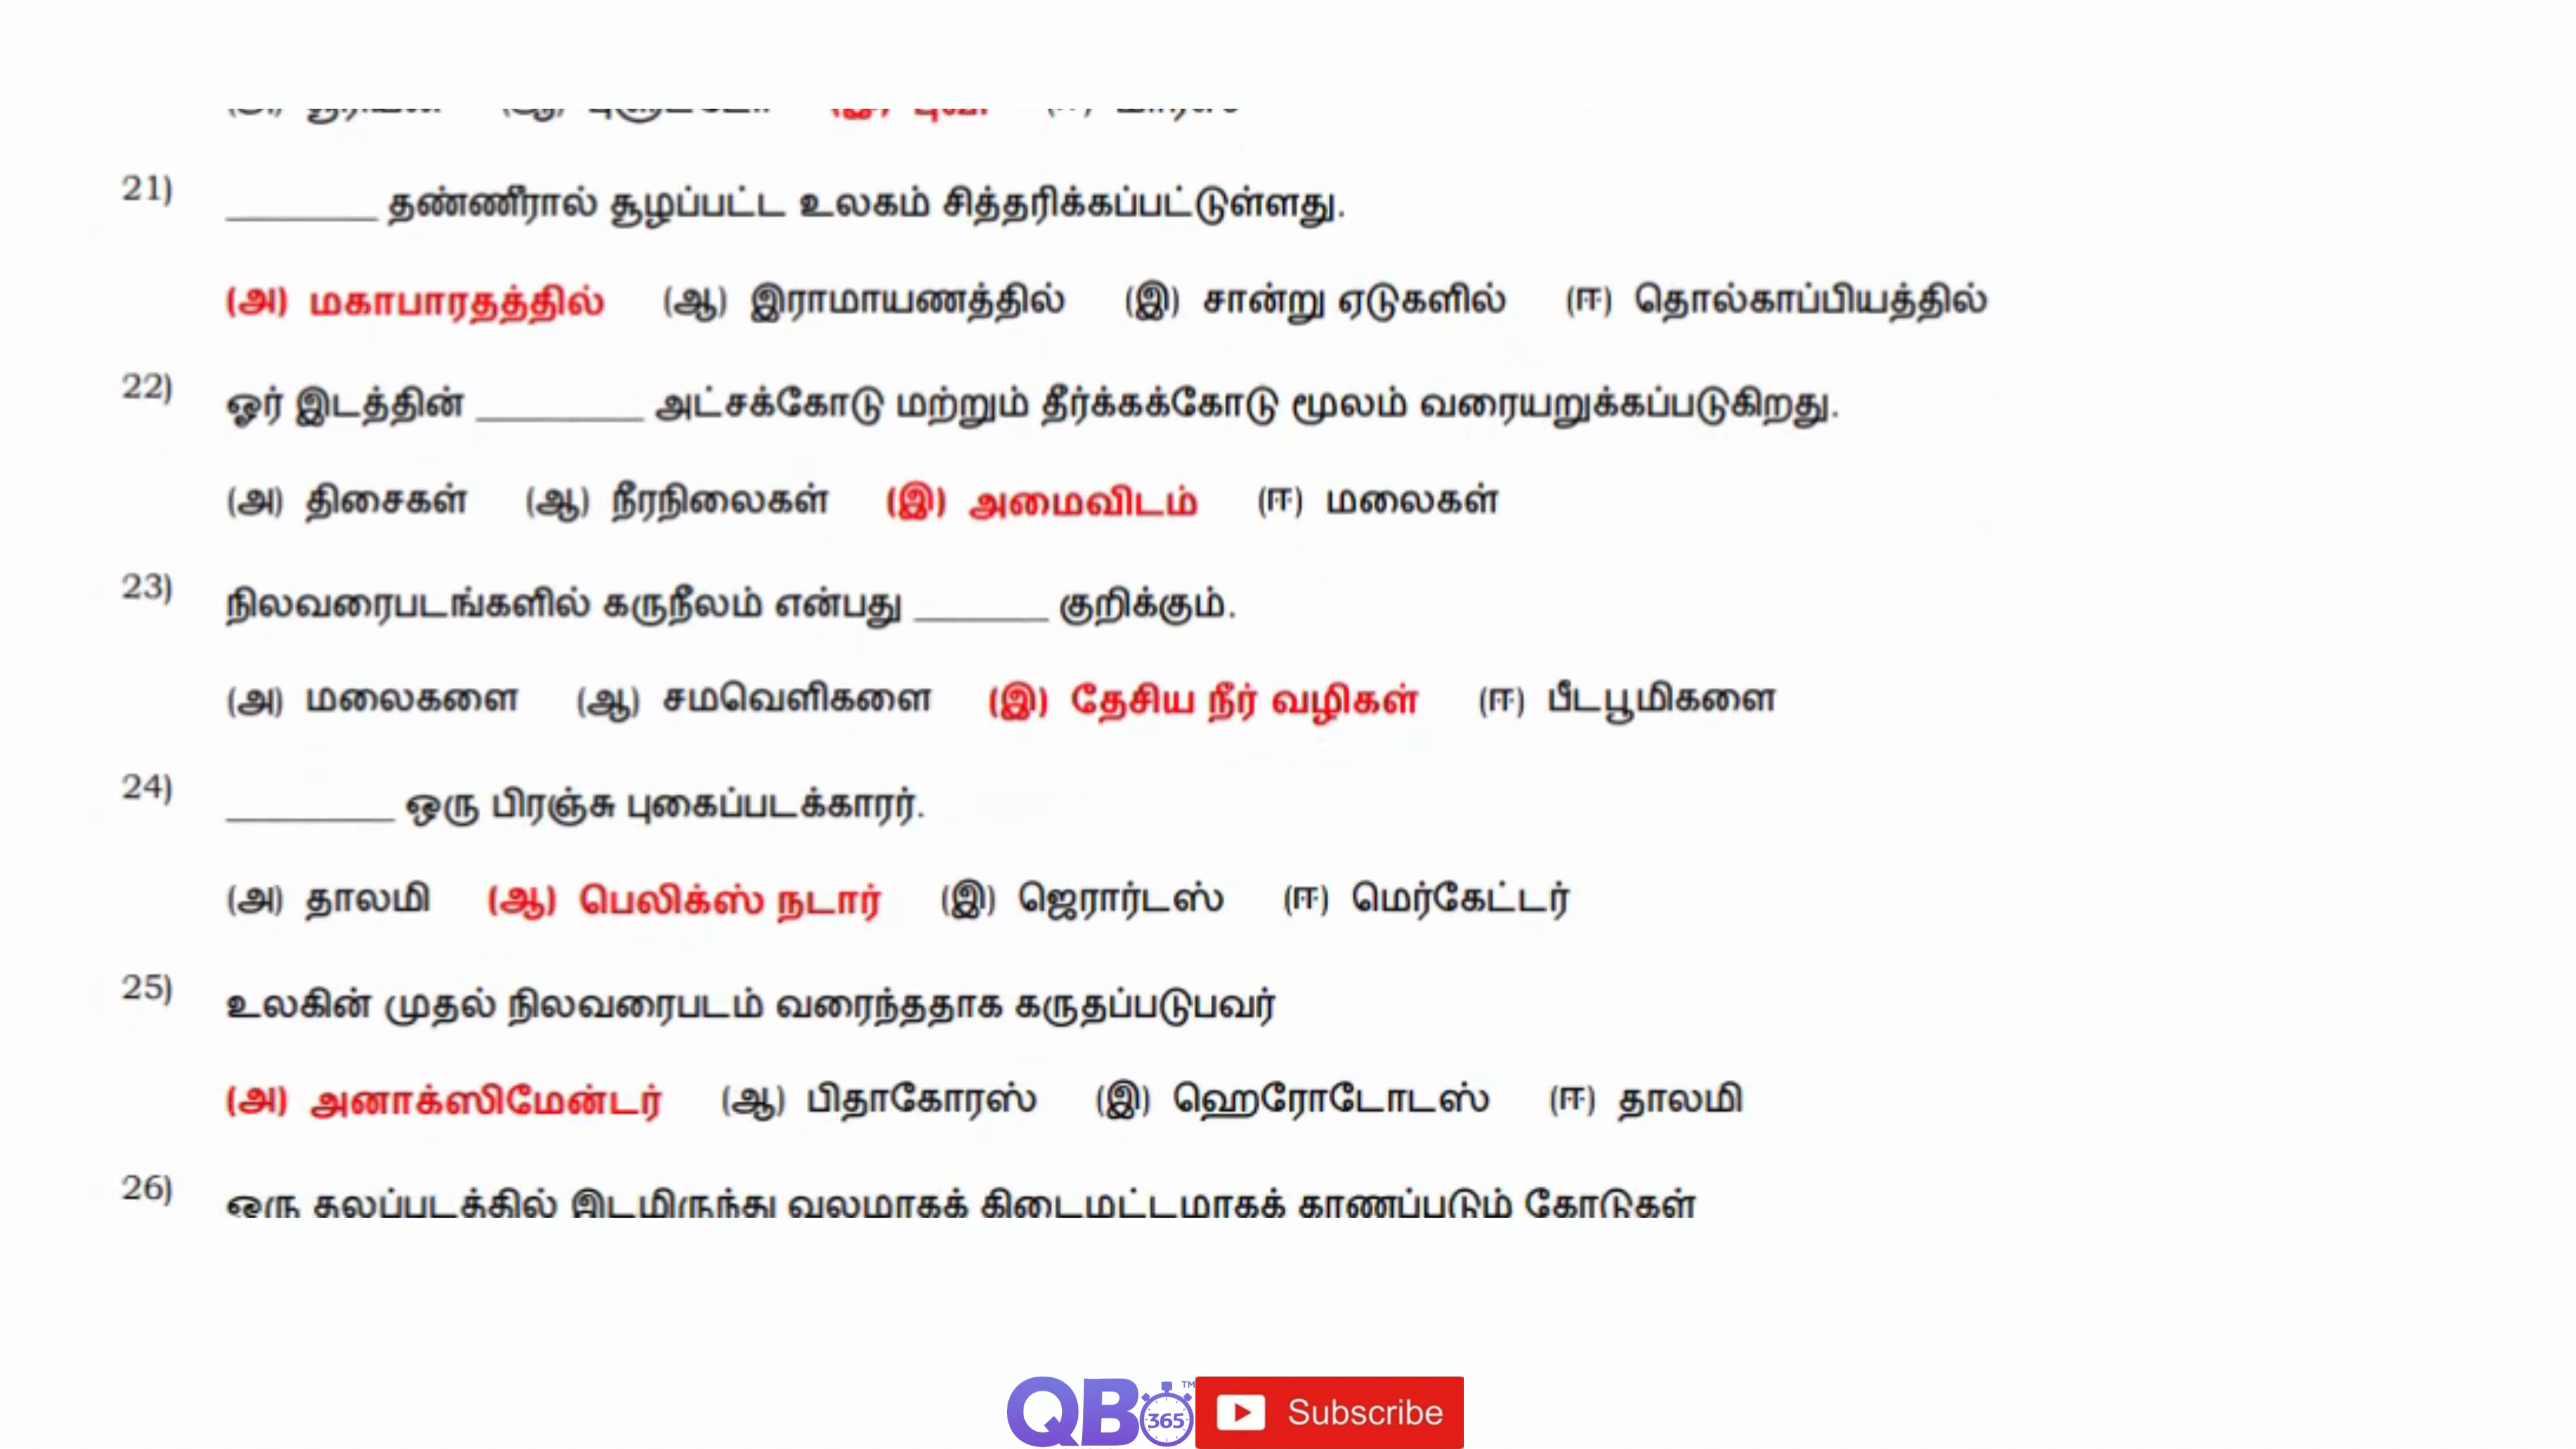 21) ________ தண்ணீரால் சூழப்பட்ட உலகம் சித்தரிக்கப்பட்டுள்ளது.
(அ) மகாபாரதத்தில் (ஆ) இராமாயணத்தில் (இ) சான்று ஏடுகளில் (ஈ) தொல்காப்பியத்தில்
22) ஓர் இடத்தின் ________ அட்சக்கோடு மற்றும் தீர்க்கக்கோடு மூலம் வரையறுக்கப்படுகிறது.
(அ) திசைகள் (ஆ) நீரநிலைகள் (இ) அமைவிடம் (ஈ) மலைகள்
23) நிலவரைபடங்களில் கருநீலம் என்பது ________ குறிக்கும்.
(அ) மலைகளை (ஆ) சமவெளிகளை (இ) தேசிய நீர் வழிகள் (ஈ) பீடபூமிகளை
24) ________ ஒரு பிரஞ்சு புகைப்படக்காரர்.
(அ) தாலமி (ஆ) பெலிக்ஸ் நடார் (இ) ஜெரார்டஸ் (ஈ) மெர்கேட்டர்
25) உலகின் முதல் நிலவரைபடம் வரைந்ததாக கருதப்படுபவர்
(அ) அனாக்ஸிமேன்டர் (ஆ) பிதாகோரஸ் (இ) ஹெரோடோடஸ் (ஈ) தாலமி
26) ஒரு தலப்படத்தில் இடமிருந்து வலமாகக் கிடைமட்டமாகக் காணப்படும் கோடுகள்
QB 365 TM Subscribe